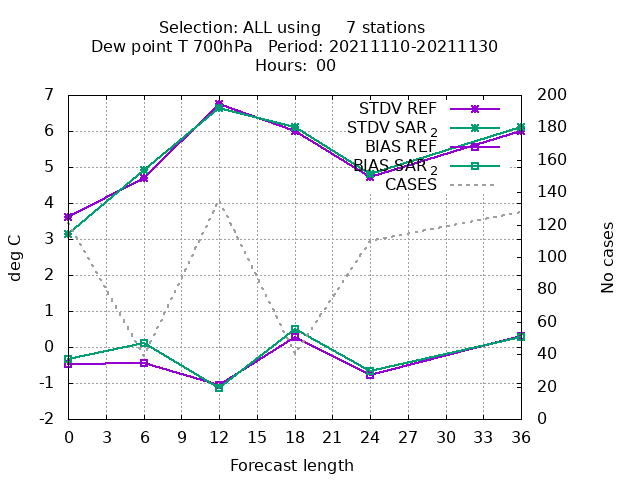 Selection: ALL using     7 stations
Dew point T 700hPa   Period: 20211110-20211130
Hours: 00
STDV REF
STDV SAR 2
BIAS REF
BIAS SAR 2
CASES
7
6
5
4
3
2
1
0
-1
-2
deg C
200
180
160
140
120
100
80
60
40
20
0
No cases
0 3 6 9 12 15 18 21 24 27 30 33 36
Forecast length